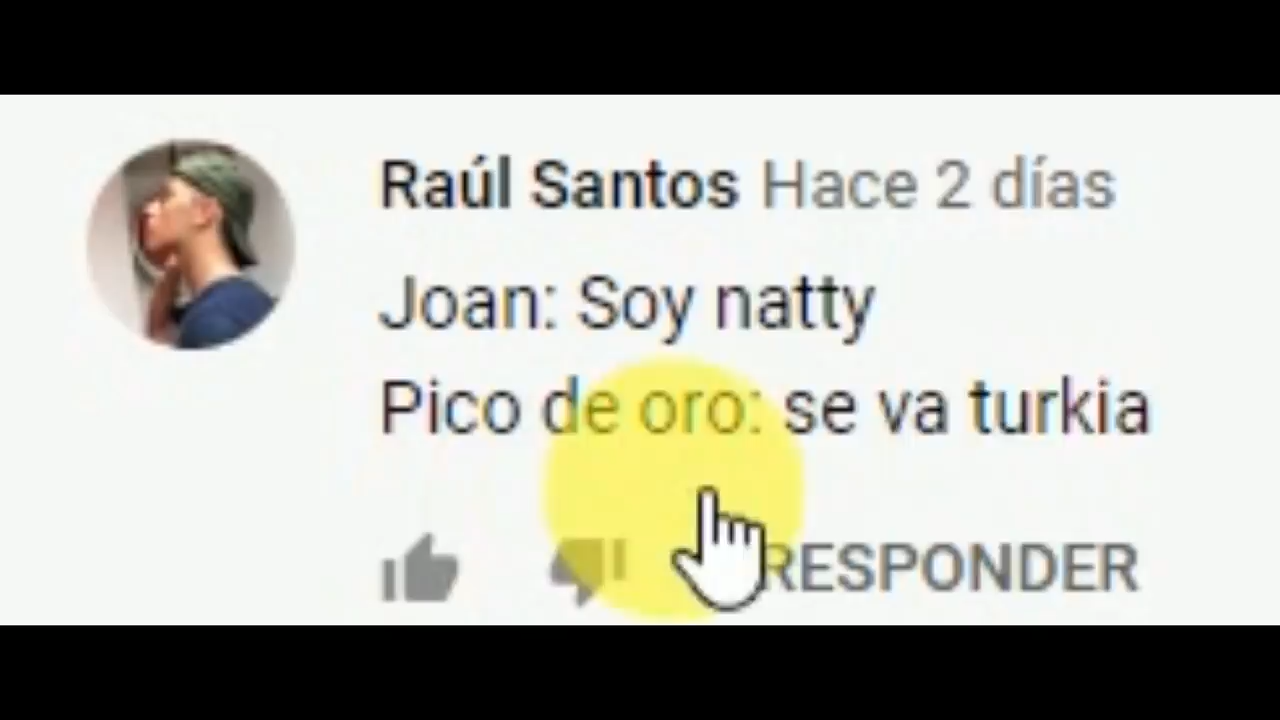 Raúl Santos Hace 2 días
Joan: Soy natty
Pico de oro: se va turkia
RESPONDER